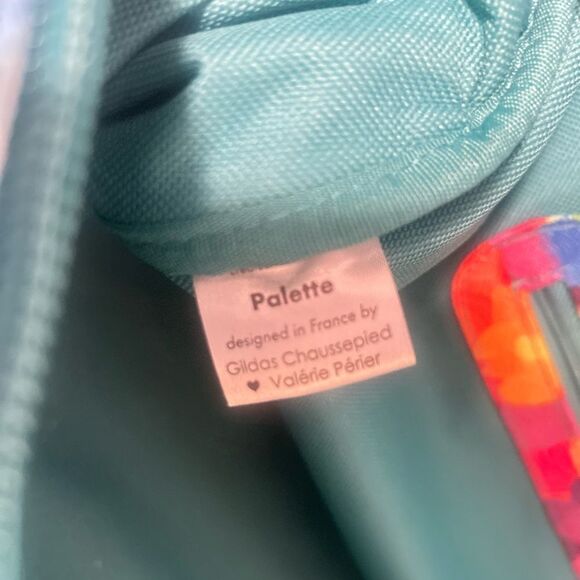 Palette
designed in France by
Gildas Chaussepied
♥ Valérie Périer